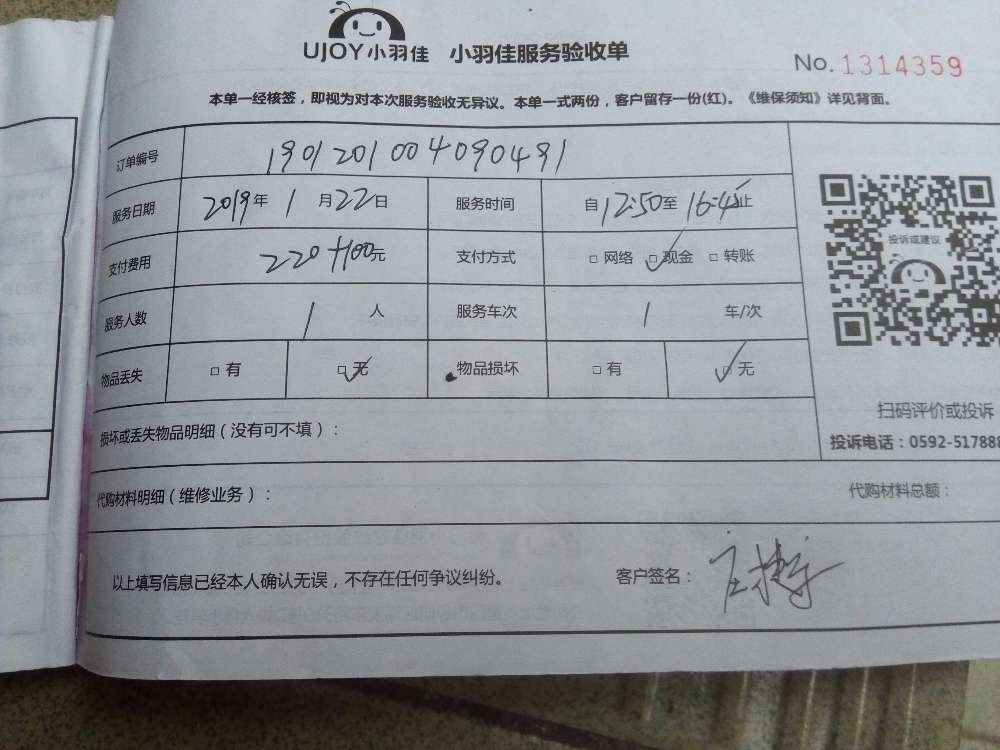 UJOY小羽佳 小羽佳服务验收单
No. 1314359
本单一经核签，即视为对本次服务验收无异议。本单一式两份，客户留存一份(红)。《维保须知》详见背面。
订单编号 1901201004090491
服务日期 2019年 1 月22日 服务时间 自12:50至16:45止
投诉或建议
支付费用 220+100元 支付方式 □网络 ☑现金 □转账
服务人数 1 人 服务车次 1 车/次
物品丢失 □有 ☑无 物品损坏 □有 ☑无
扫码评价或投诉
损坏或丢失物品明细（没有可不填）：
投诉电话：0592-517888
代购材料明细（维修业务）： 代购材料总额：
以上填写信息已经本人确认无误，不存在任何争议纠纷。 客户签名：